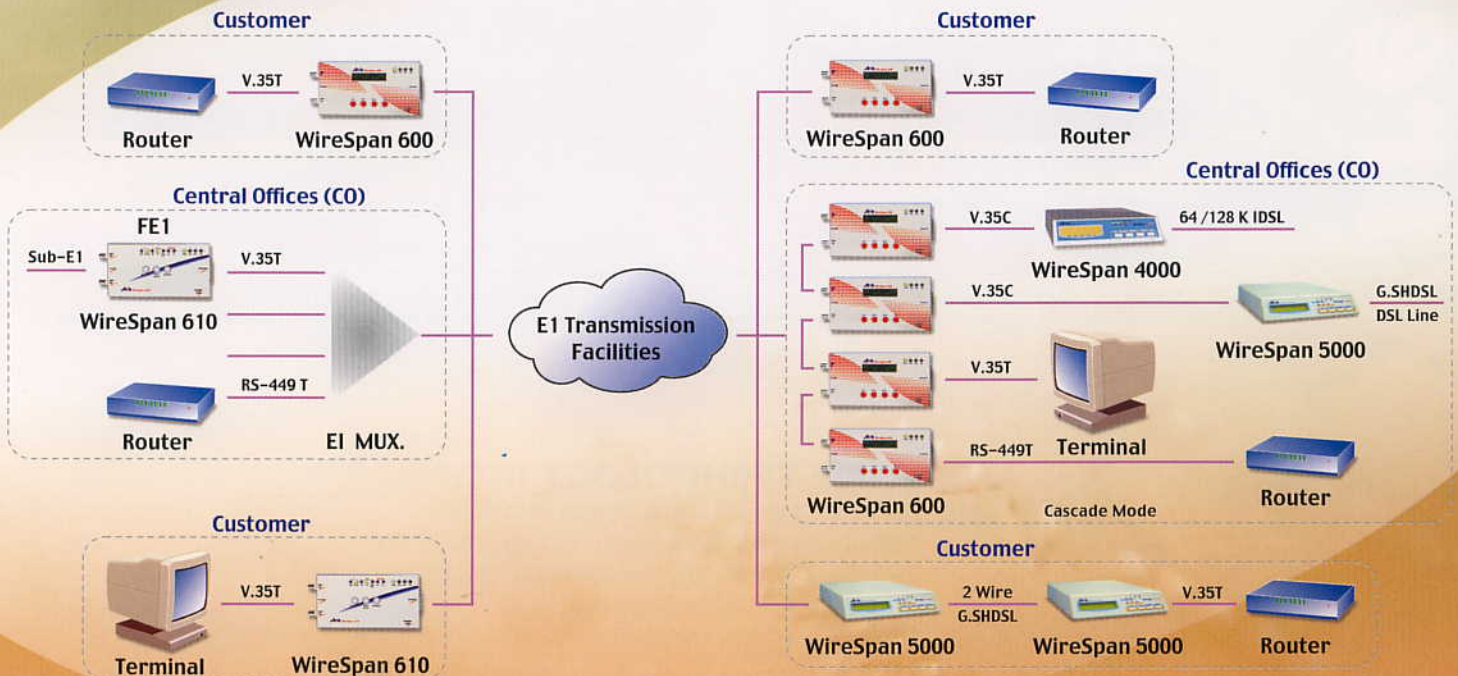 Customer
V.35T
Router
WireSpan 600
Central Offices (CO)
FE1
Sub-E1
V.35T
WireSpan 610
RS-449 T
Router
E1 MUX.
Customer
V.35T
Terminal
WireSpan 610
E1 Transmission
Facilities
Customer
V.35T
WireSpan 600
Router
Central Offices (CO)
V.35C
64 /128 K IDSL
WireSpan 4000
V.35C
G.SHDSL
DSL Line
WireSpan 5000
V.35T
Terminal
RS-449T
WireSpan 600
Cascade Mode
Router
Customer
2 Wire
G.SHDSL
V.35T
WireSpan 5000
WireSpan 5000
Router